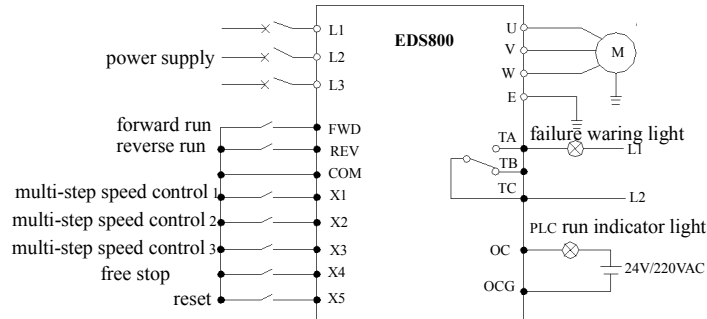 L1
EDS800
U
V
M
power supply
L2
W
L3
E
forward run
FWD
TA
failure waring light
L1
reverse run
REV
TB
COM
TC
L2
multi-step speed control 1
X1
multi-step speed control 2
X2
PLC run indicator light
multi-step speed control 3
X3
OC
24V/220VAC
free stop
X4
OCG
reset
X5